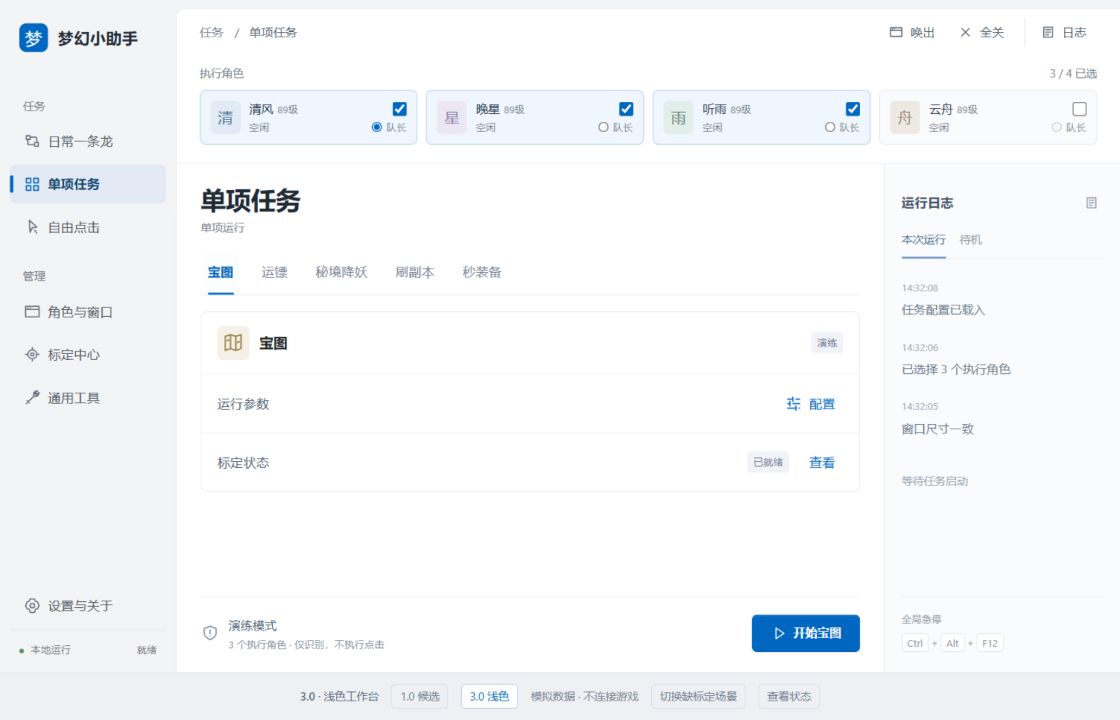 梦 梦幻小助手
任务
日常一条龙
单项任务
自由点击
管理
角色与窗口
标定中心
通用工具
设置与关于
本地运行 就绪
任务 / 单项任务
唤出 全关 日志
执行角色 3 / 4 已选
清 清风 89级 空闲 队长
星 晚星 89级 空闲 队长
雨 听雨 89级 空闲 队长
舟 云舟 89级 空闲 队长
单项任务
单项运行
宝图 运镖 秘境降妖 刷副本 秒装备
宝图 演练
运行参数 配置
标定状态 已就绪 查看
演练模式
3 个执行角色 · 仅识别，不执行点击
开始宝图
运行日志
本次运行 待机
14:32:08
任务配置已载入
14:32:06
已选择 3 个执行角色
14:32:05
窗口尺寸一致
等待任务启动
全局急停
Ctrl + Alt + F12
3.0 · 浅色工作台 1.0 候选 3.0 浅色 模拟数据 · 不连接游戏 切换缺标定场景 查看状态